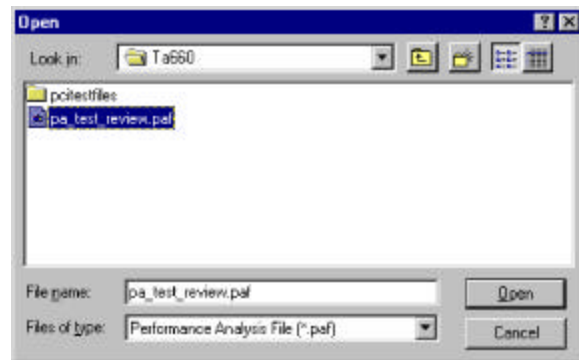 Open
Look in: Ta660
pcitestfiles
pa_test_review.paf
File name: pa_test_review.paf
Open
Files of type: Performance Analysis File (*.paf)
Cancel